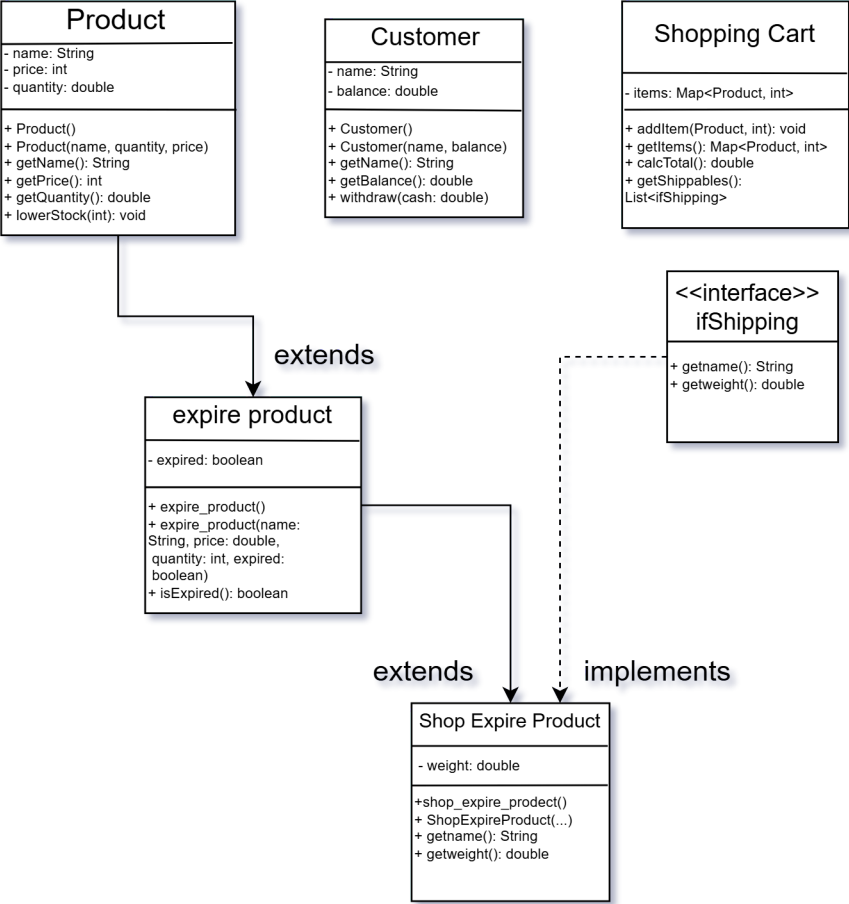 Product
- name: String
- price: int
- quantity: double
+ Product()
+ Product(name, quantity, price)
+ getName(): String
+ getPrice(): int
+ getQuantity(): double
+ lowerStock(int): void
Customer
- name: String
- balance: double
+ Customer()
+ Customer(name, balance)
+ getName(): String
+ getBalance(): double
+ withdraw(cash: double)
Shopping Cart
- items: Map<Product, int>
+ addItem(Product, int): void
+ getItems(): Map<Product, int>
+ calcTotal(): double
+ getShippables():
List<ifShipping>
<<interface>>
ifShipping
+ getname(): String
+ getweight(): double
extends
expire product
- expired: boolean
+ expire_product()
+ expire_product(name:
String, price: double,
quantity: int, expired:
boolean)
+ isExpired(): boolean
extends
implements
Shop Expire Product
- weight: double
+shop_expire_prodect()
+ ShopExpireProduct(...)
+ getname(): String
+ getweight(): double